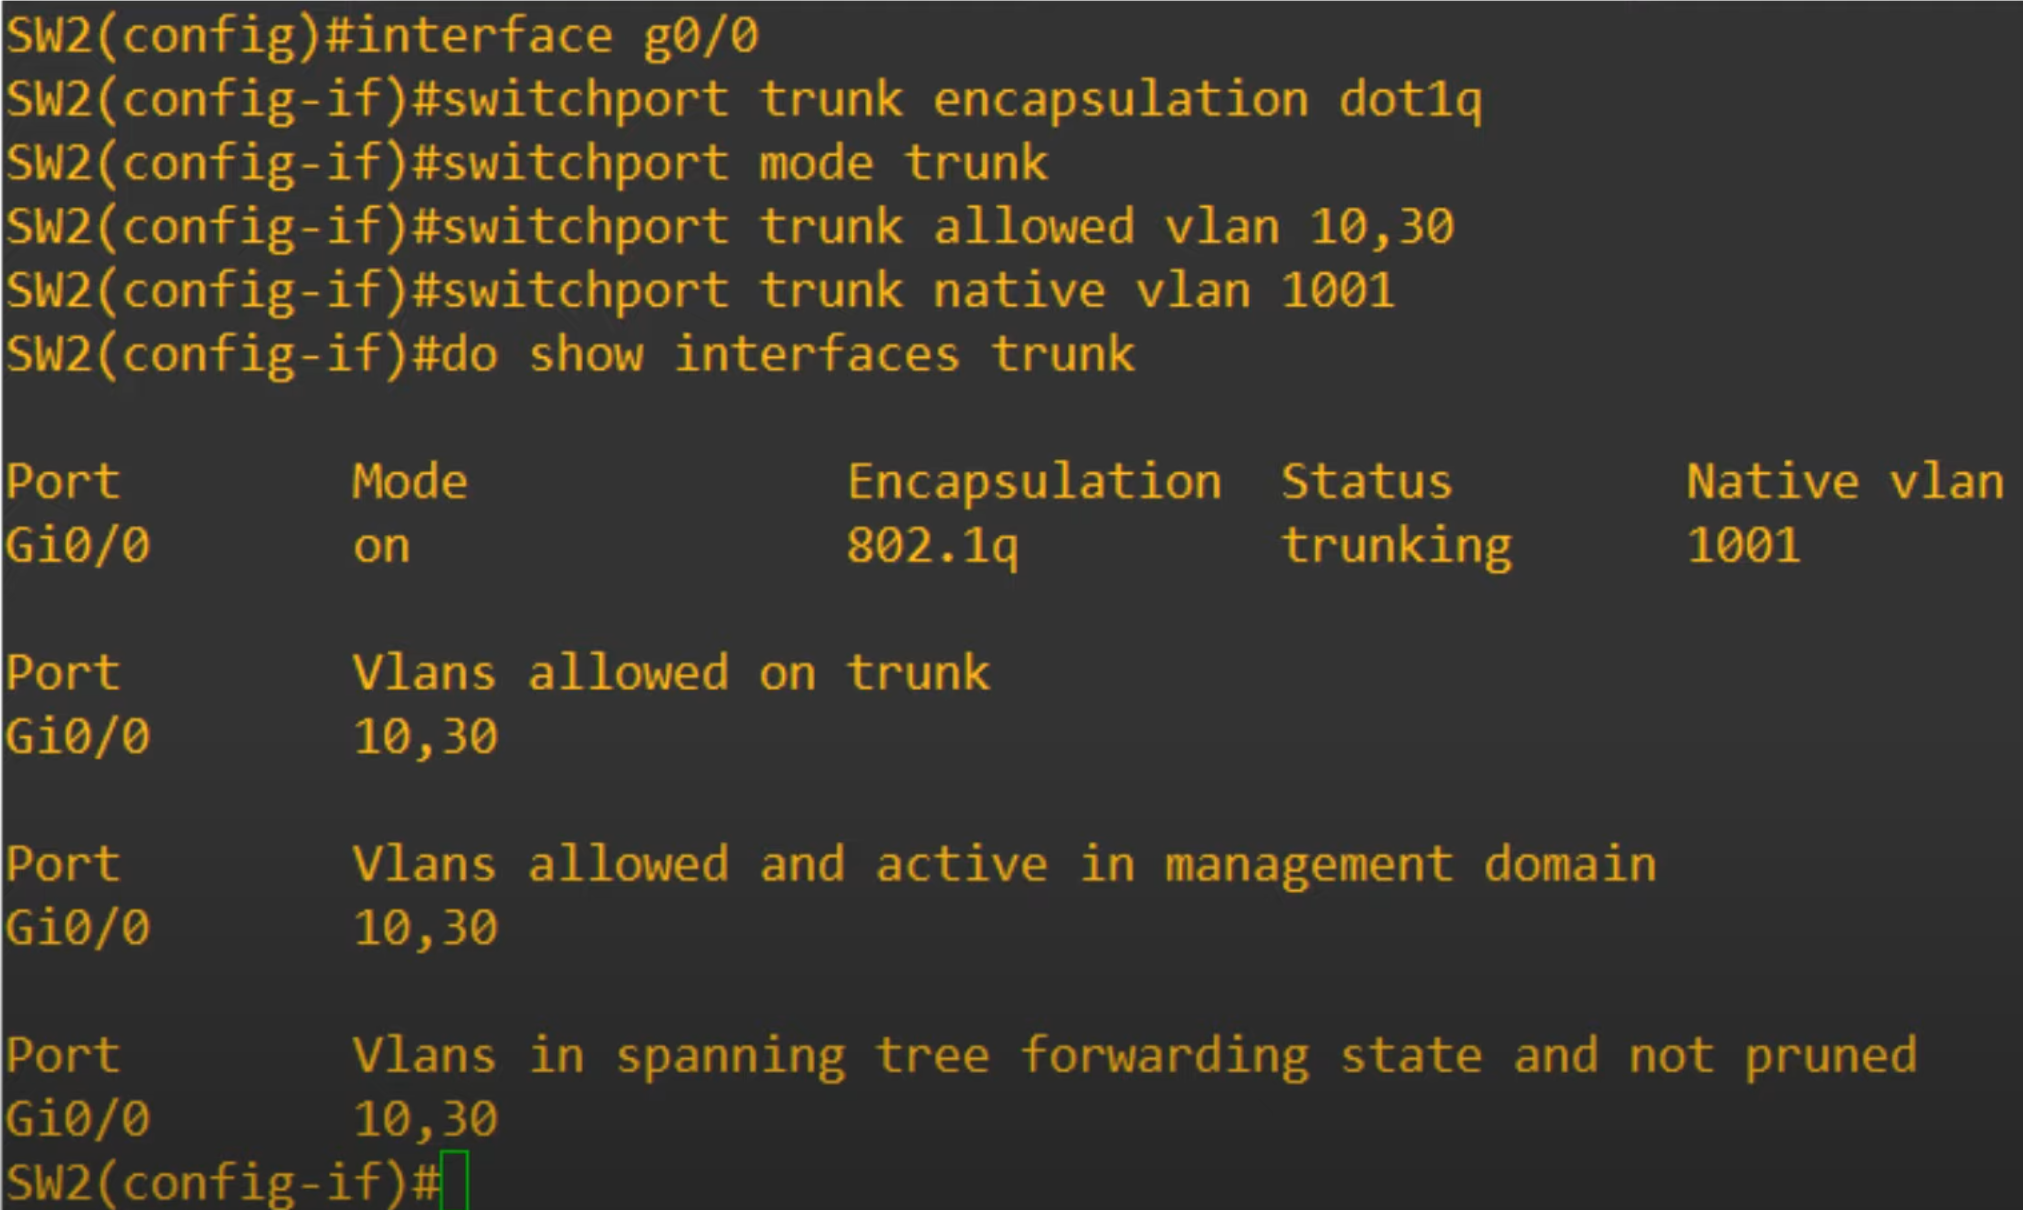 SW2(config)#interface g0/0
SW2(config-if)#switchport trunk encapsulation dot1q
SW2(config-if)#switchport mode trunk
SW2(config-if)#switchport trunk allowed vlan 10,30
SW2(config-if)#switchport trunk native vlan 1001
SW2(config-if)#do show interfaces trunk

Port        Mode             Encapsulation  Status        Native vlan
Gi0/0       on               802.1q         trunking      1001

Port        Vlans allowed on trunk
Gi0/0       10,30

Port        Vlans allowed and active in management domain
Gi0/0       10,30

Port        Vlans in spanning tree forwarding state and not pruned
Gi0/0       10,30
SW2(config-if)#